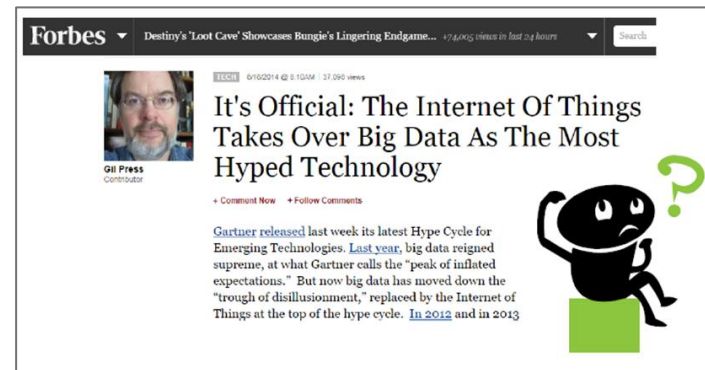 Forbes
Destiny's 'Loot Cave' Showcases Bungie's Lingering Endgame... +74,005 views in last 24 hours
Search
TECH 8/18/2014 @ 8:10AM 37,098 views
It's Official: The Internet Of Things
Takes Over Big Data As The Most
Hyped Technology
Gil Press
Contributor
+ Comment Now + Follow Comments
Gartner released last week its latest Hype Cycle for
Emerging Technologies. Last year, big data reigned
supreme, at what Gartner calls the “peak of inflated
expectations.” But now big data has moved down the
“trough of disillusionment,” replaced by the Internet of
Things at the top of the hype cycle. In 2012 and in 2013
?